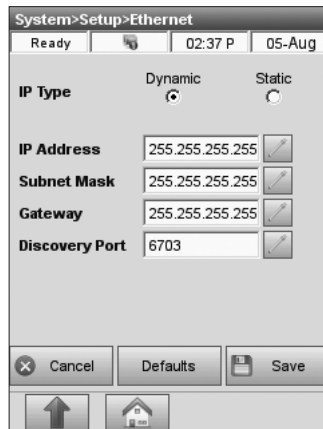 System>Setup>Ethernet
Ready 02:37 P 05-Aug
Dynamic Static
IP Type
IP Address 255.255.255.255
Subnet Mask 255.255.255.255
Gateway 255.255.255.255
Discovery Port 6703
Cancel Defaults Save